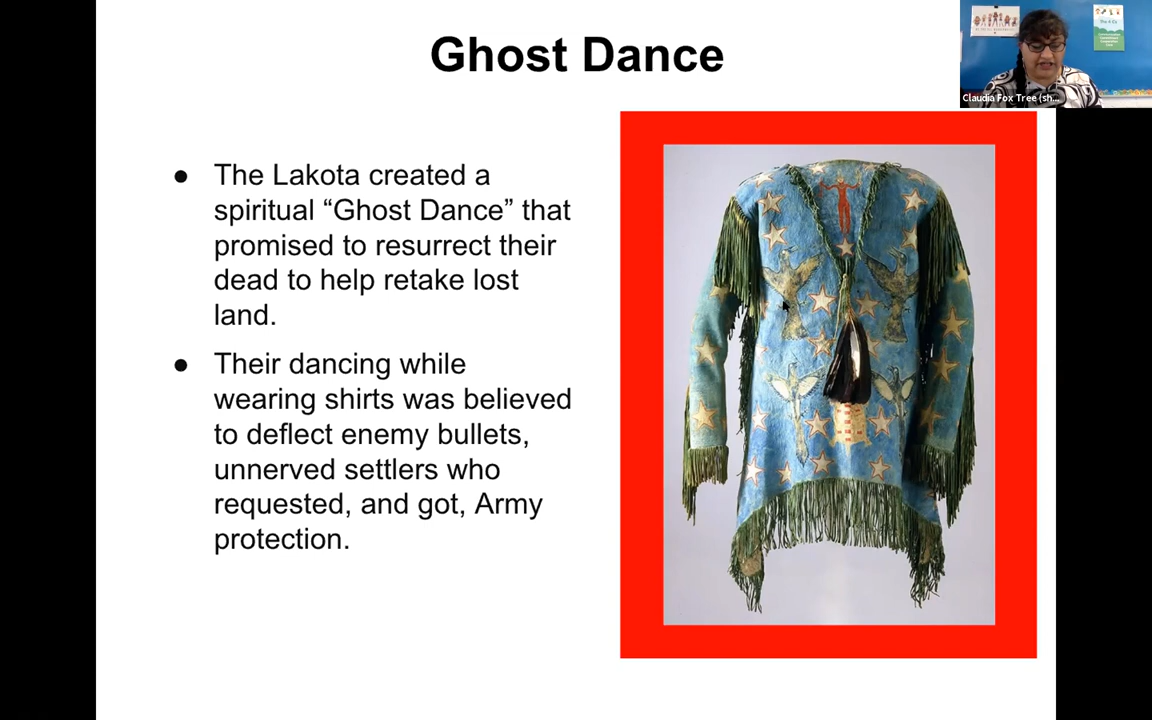 Ghost Dance
Claudia Fox Tree (sh...
● The Lakota created a
spiritual “Ghost Dance” that
promised to resurrect their
dead to help retake lost
land.
● Their dancing while
wearing shirts was believed
to deflect enemy bullets,
unnerved settlers who
requested, and got, Army
protection.